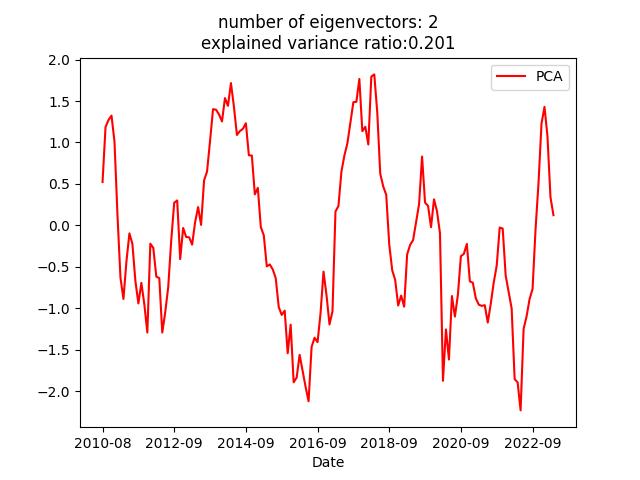 number of eigenvectors: 2
explained variance ratio:0.201
PCA
2.0
1.5
1.0
0.5
0.0
−0.5
−1.0
−1.5
−2.0
2010-08 2012-09 2014-09 2016-09 2018-09 2020-09 2022-09
Date